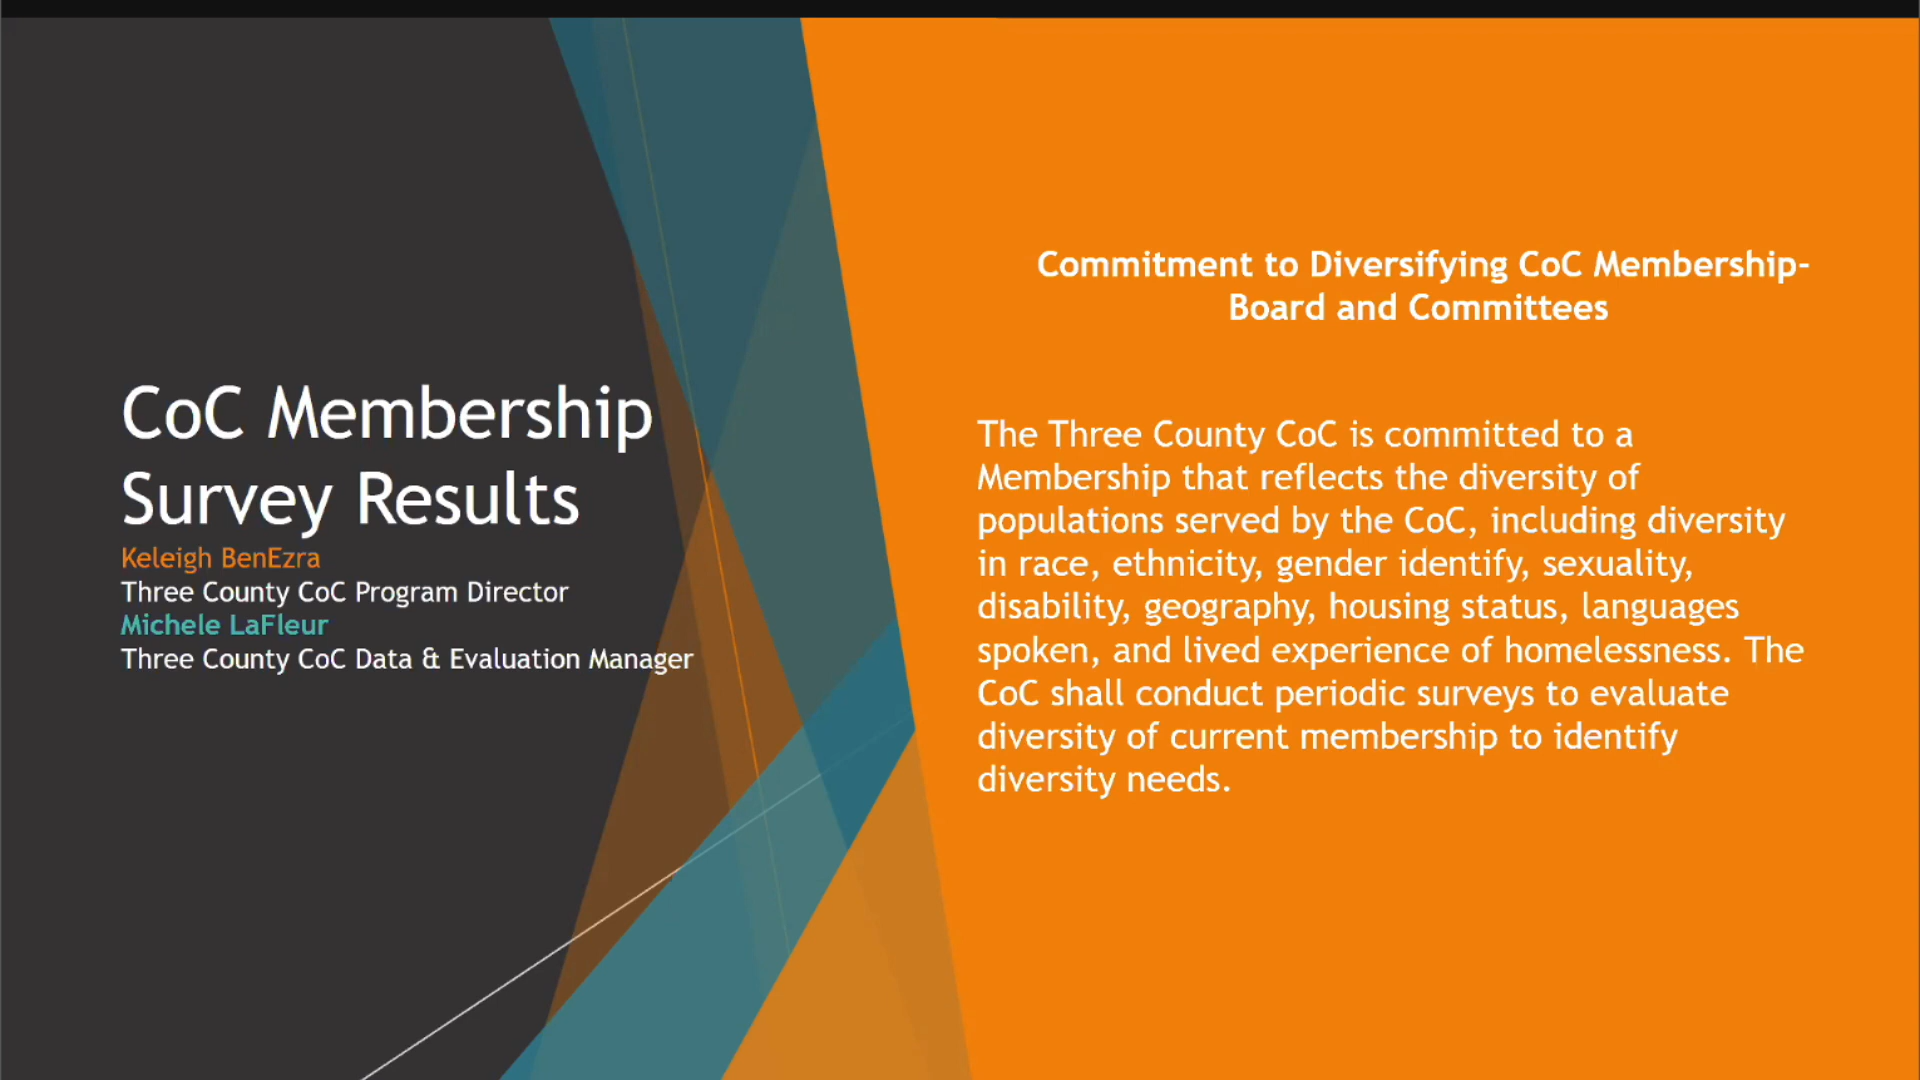 CoC Membership
Survey Results
Keleigh BenEzra
Three County CoC Program Director
Michele LaFleur
Three County CoC Data & Evaluation Manager
Commitment to Diversifying CoC Membership-
Board and Committees
The Three County CoC is committed to a
Membership that reflects the diversity of
populations served by the CoC, including diversity
in race, ethnicity, gender identify, sexuality,
disability, geography, housing status, languages
spoken, and lived experience of homelessness. The
CoC shall conduct periodic surveys to evaluate
diversity of current membership to identify
diversity needs.